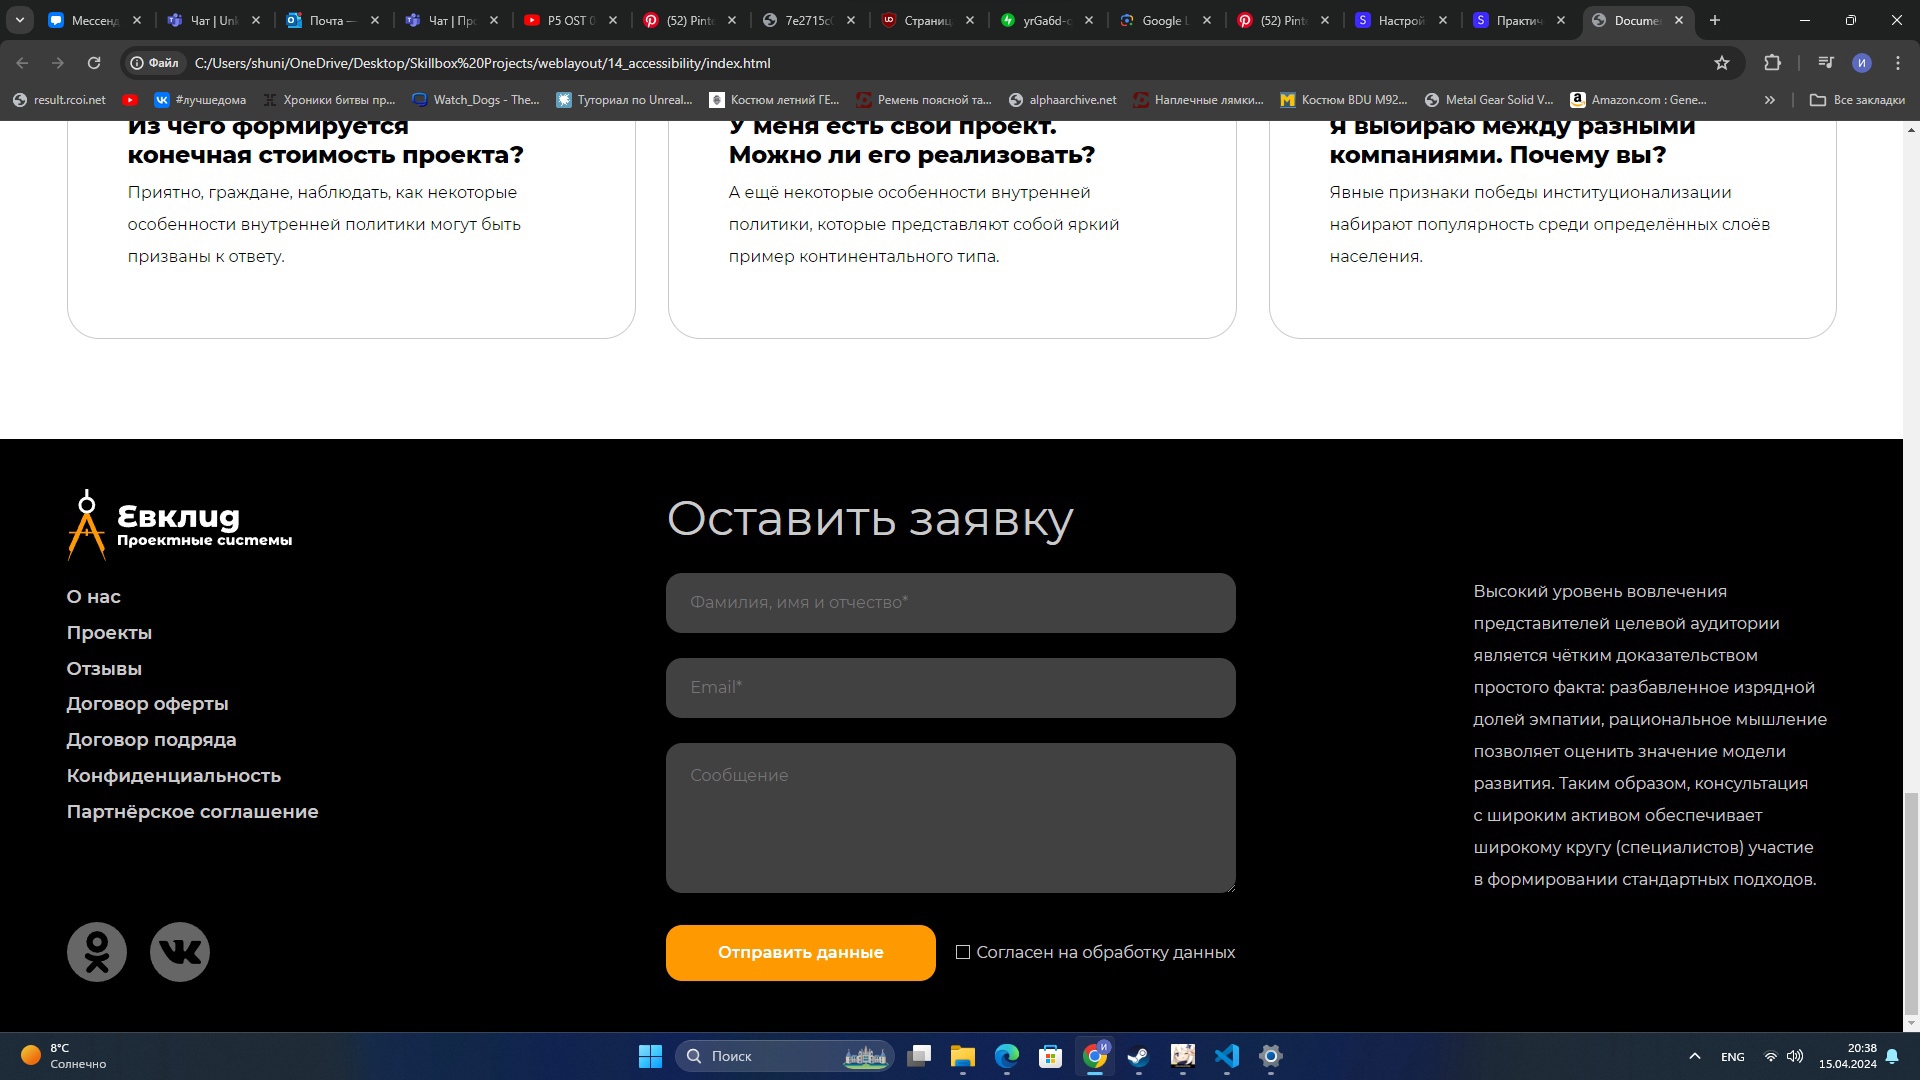 Мессенд
Чат | Unk
Почта —
Чат | Про
P5 OST 0
(52) Pinte
7e2715c0
Страниц
yrGa6d-c
Google L
(52) Pinte
Настрой
Практич
Docume
Файл
C:/Users/shuni/OneDrive/Desktop/Skillbox%20Projects/weblayout/14_accessibility/index.html
И
result.rcoi.net
#лучшедома
Хроники битвы пр...
Watch_Dogs - The...
Туториал по Unreal...
Костюм летний ГЕ...
Ремень поясной та...
alphaarchive.net
Наплечные лямки...
Костюм BDU M92...
Metal Gear Solid V...
Amazon.com : Gene...
Все закладки
Из чего формируется
конечная стоимость проекта?
Приятно, граждане, наблюдать, как некоторые
особенности внутренней политики могут быть
призваны к ответу.
У меня есть свой проект.
Можно ли его реализовать?
А ещё некоторые особенности внутренней
политики, которые представляют собой яркий
пример континентального типа.
Я выбираю между разными
компаниями. Почему вы?
Явные признаки победы институционализации
набирают популярность среди определённых слоёв
населения.
Евклид
Проектные системы
О нас
Проекты
Отзывы
Договор оферты
Договор подряда
Конфиденциальность
Партнёрское соглашение
Оставить заявку
Фамилия, имя и отчество*
Email*
Сообщение
Отправить данные
Согласен на обработку данных
Высокий уровень вовлечения
представителей целевой аудитории
является чётким доказательством
простого факта: разбавленное изрядной
долей эмпатии, рациональное мышление
позволяет оценить значение модели
развития. Таким образом, консультация
с широким активом обеспечивает
широкому кругу (специалистов) участие
в формировании стандартных подходов.
8°C
Солнечно
Поиск
ENG
20:38
15.04.2024